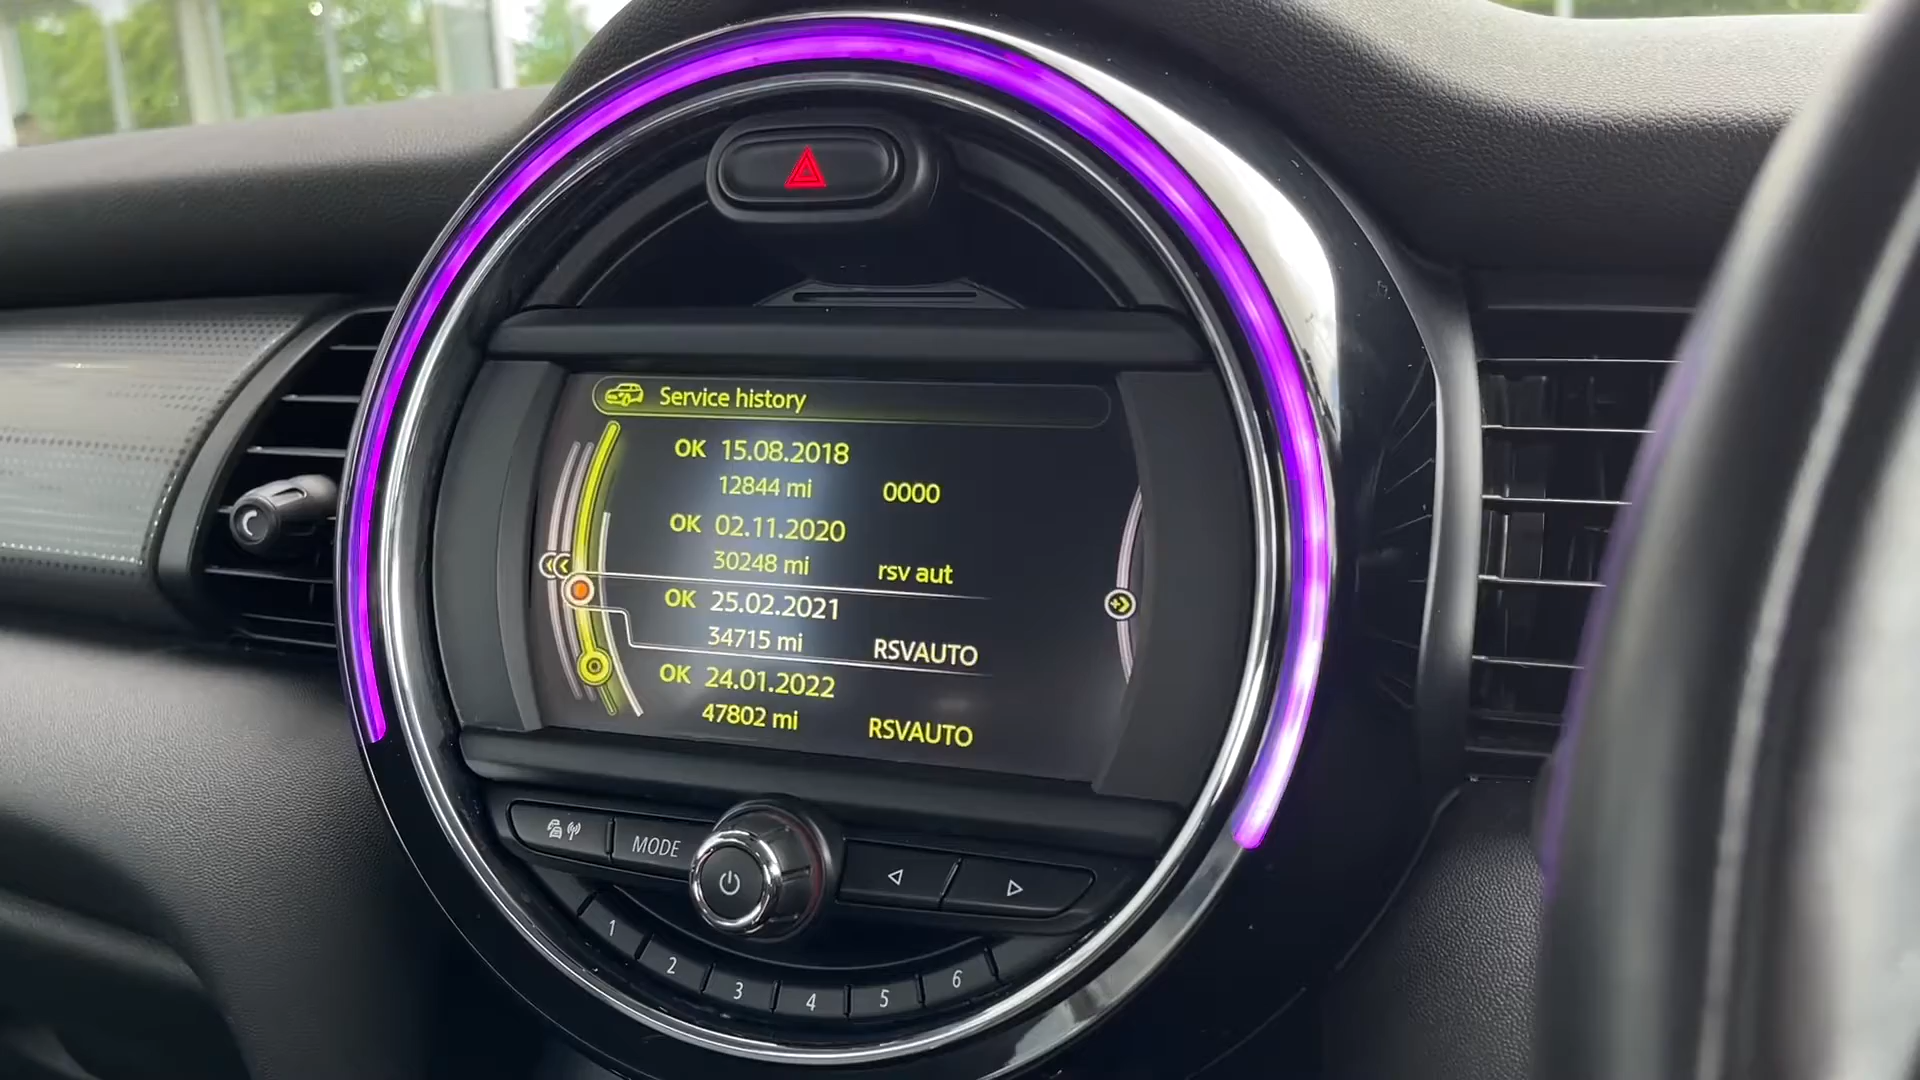 Service history
OK 15.08.2018
12844 mi 0000
OK 02.11.2020
30248 mi rsv aut
OK 25.02.2021
34715 mi RSVAUTO
OK 24.01.2022
47802 mi RSVAUTO
MODE
1 2 3 4 5 6